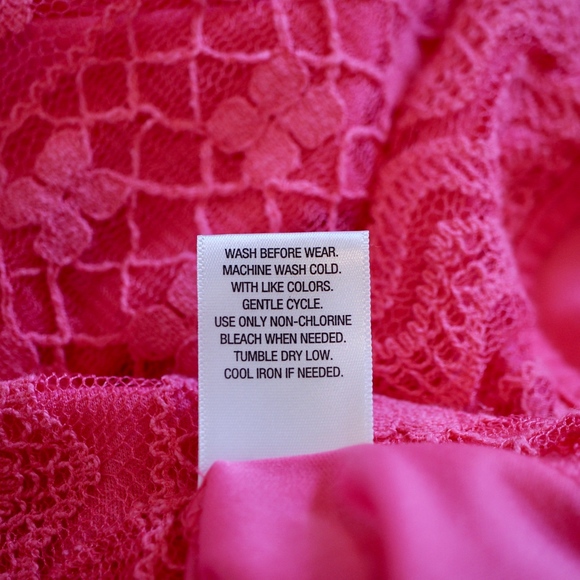 WASH BEFORE WEAR.
MACHINE WASH COLD.
WITH LIKE COLORS.
GENTLE CYCLE.
USE ONLY NON-CHLORINE
BLEACH WHEN NEEDED.
TUMBLE DRY LOW.
COOL IRON IF NEEDED.